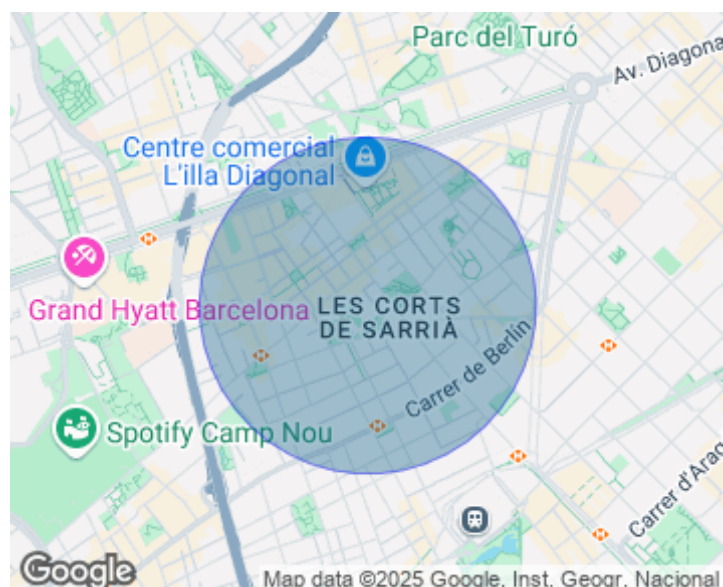 Parc del Turó
Av. Diagona
Centre comercial
L'illa Diagonal
Grand Hyatt Barcelona
LES CORTS
DE SARRIÀ
Carrer de Berlín
Spotify Camp Nou
Carrer d'Arag
Google
Map data ©2025 Google, Inst. Geogr. Nacional